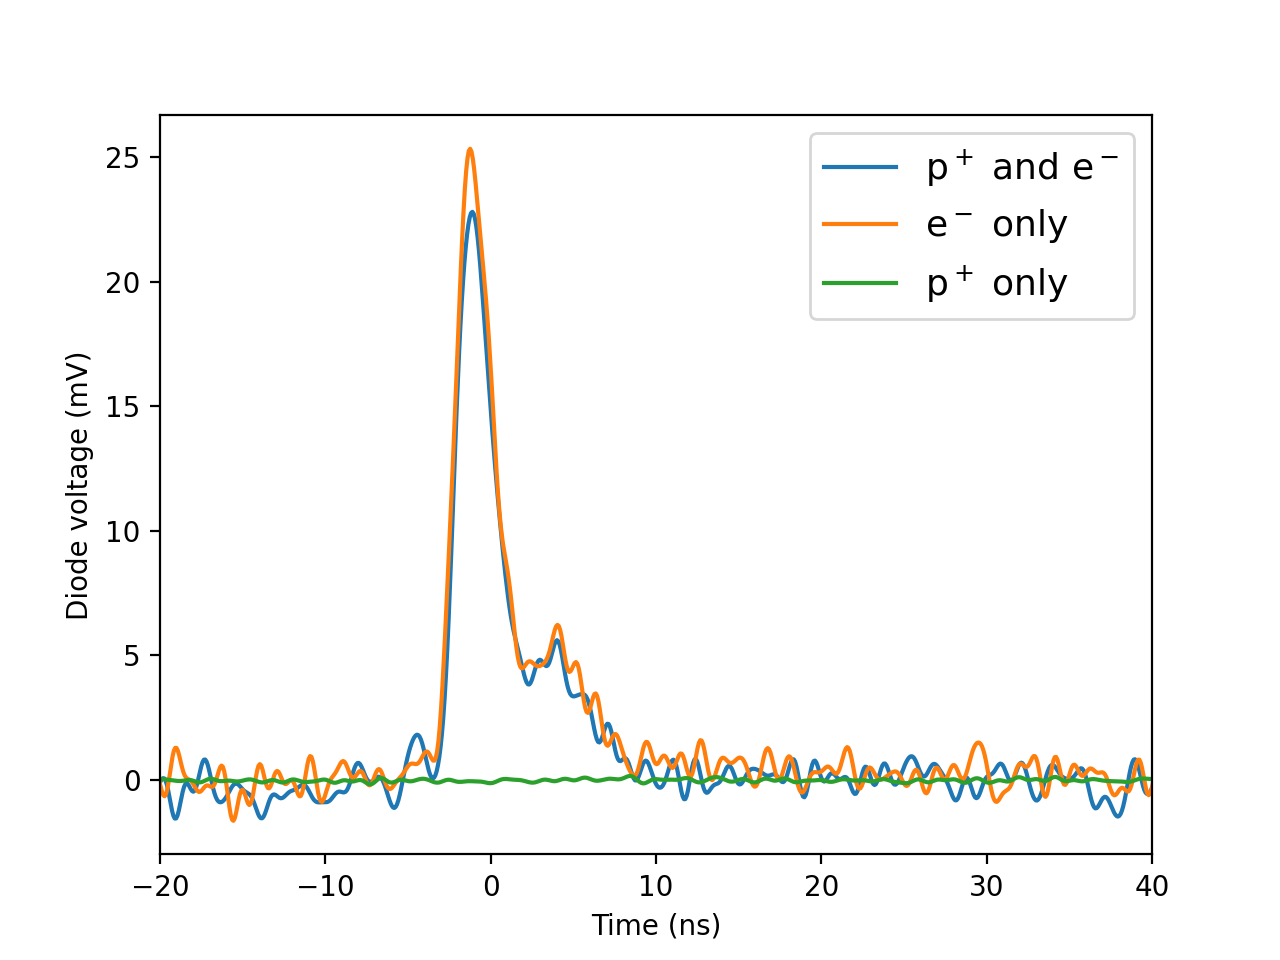 p⁺ and e⁻
e⁻ only
p⁺ only
Diode voltage (mV)
25
20
15
10
5
0
−20 −10 0 10 20 30 40
Time (ns)